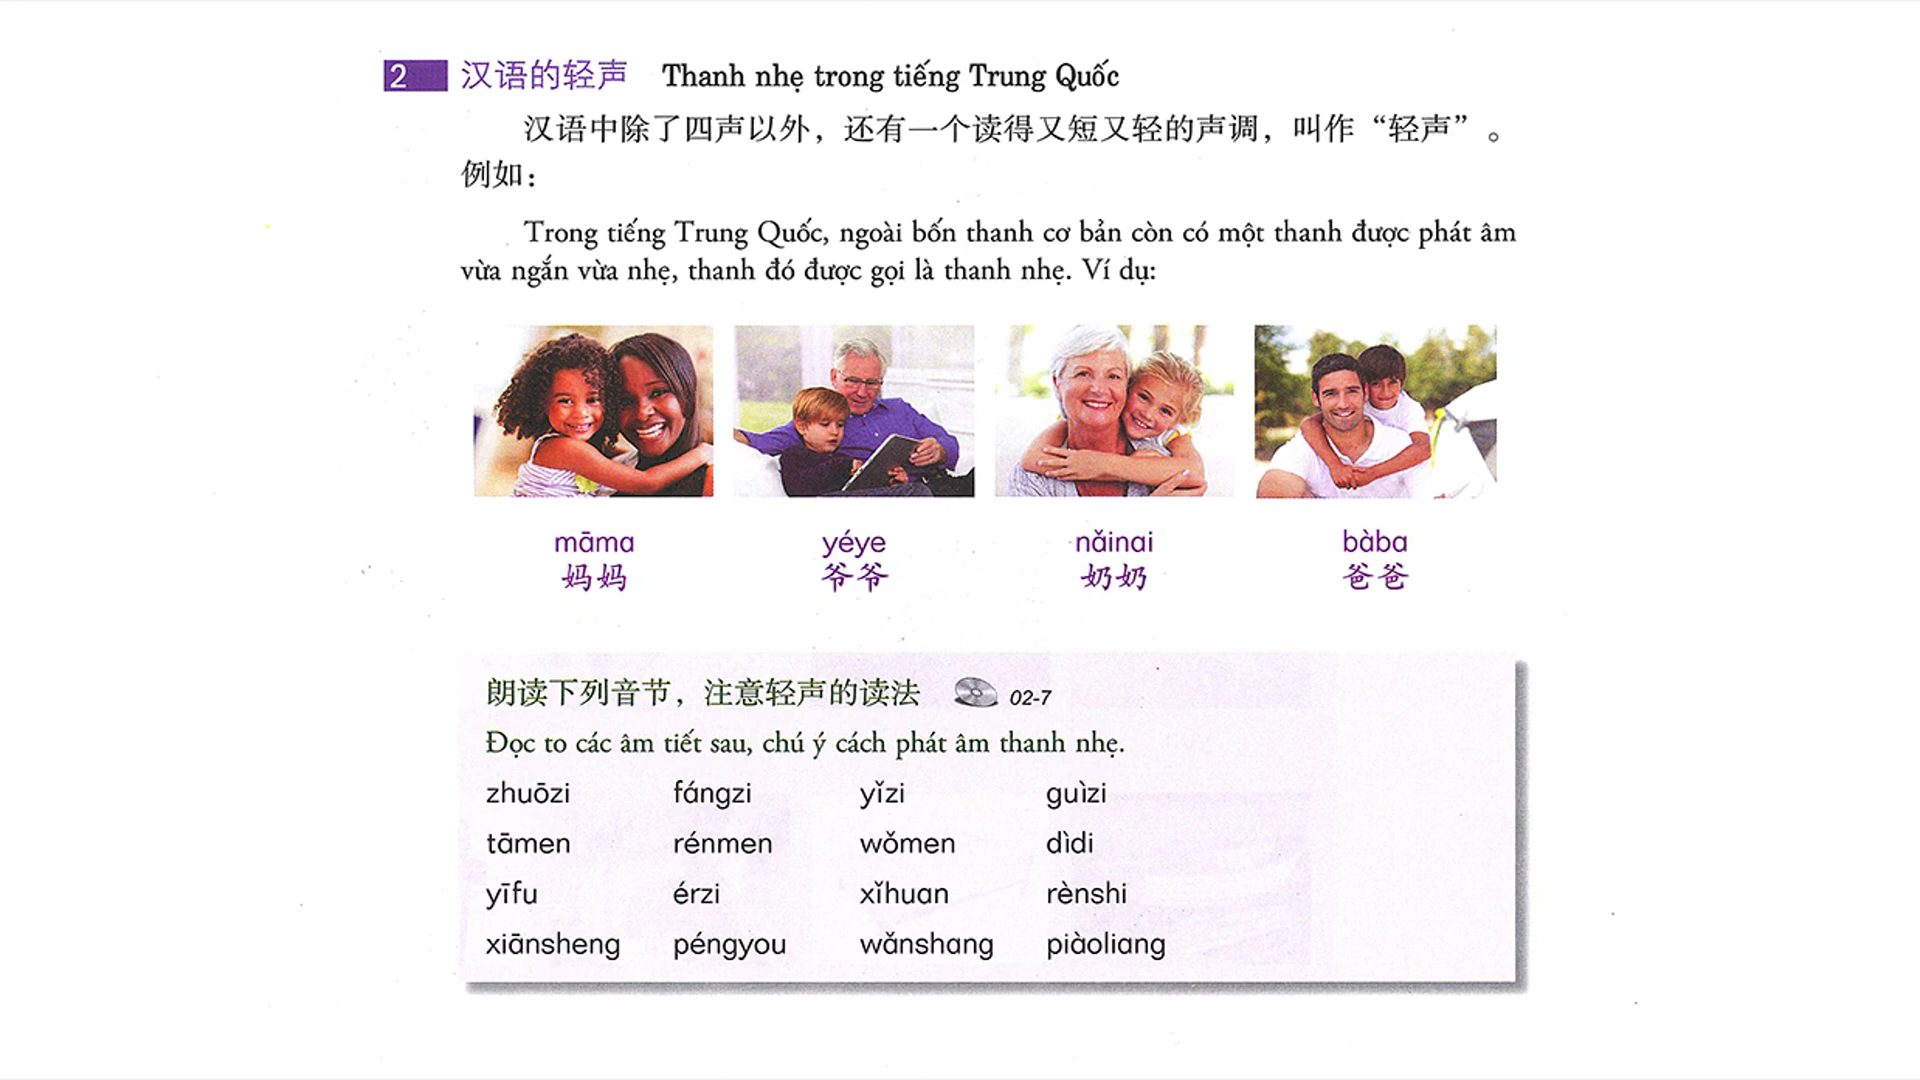 2 汉语的轻声 Thanh nhẹ trong tiếng Trung Quốc
汉语中除了四声以外，还有一个读得又短又轻的声调，叫作“轻声”。
例如：
Trong tiếng Trung Quốc, ngoài bốn thanh cơ bản còn có một thanh được phát âm
vừa ngắn vừa nhẹ, thanh đó được gọi là thanh nhẹ. Ví dụ:
māma yéye nǎinai bàba
妈妈 爷爷 奶奶 爸爸
朗读下列音节，注意轻声的读法 02-7
Đọc to các âm tiết sau, chú ý cách phát âm thanh nhẹ.
zhuōzi fángzi yǐzi guìzi
tāmen rénmen wǒmen dìdi
yīfu érzi xǐhuan rènshi
xiānsheng péngyou wǎnshang piàoliang